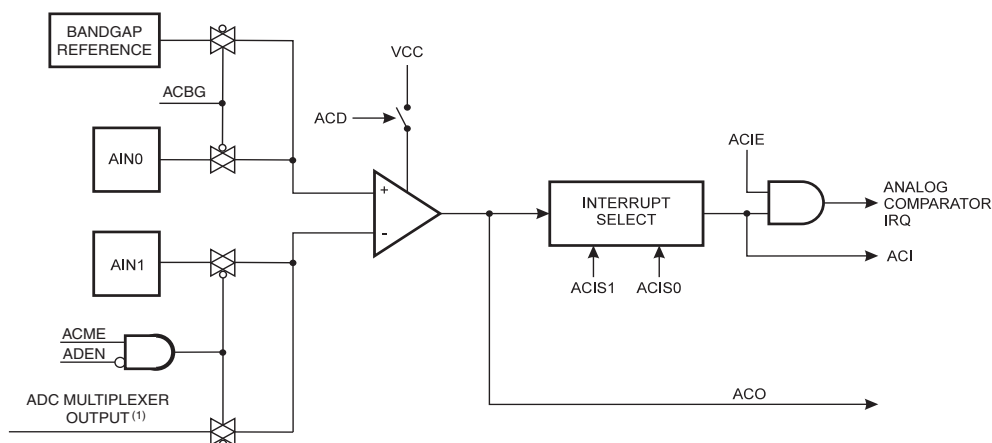 BANDGAP
REFERENCE
ACBG
AIN0
VCC
ACD
+
-
AIN1
ACME
ADEN
ADC MULTIPLEXER
OUTPUT (1)
INTERRUPT
SELECT
ACIS1
ACIS0
ACIE
ANALOG
COMPARATOR
IRQ
ACI
ACO